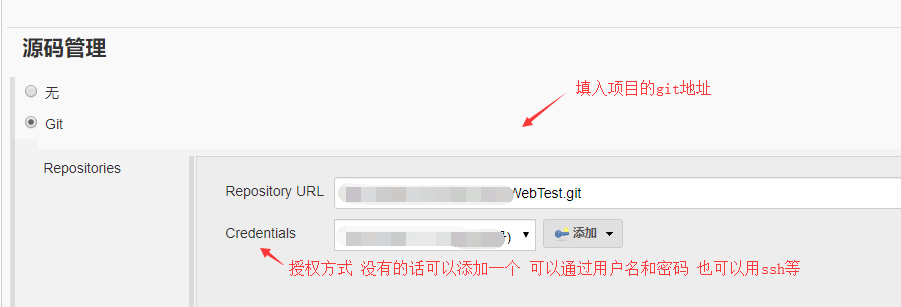 源码管理
无
填入项目的git地址
Git
Repositories
Repository URL
WebTest.git
Credentials
添加
授权方式 没有的话可以添加一个 可以通过用户名和密码 也可以用ssh等